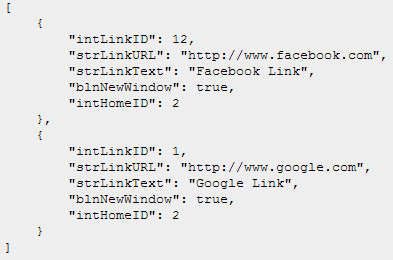 [
    {
        "intLinkID": 12,
        "strLinkURL": "http://www.facebook.com",
        "strLinkText": "Facebook Link",
        "blnNewWindow": true,
        "intHomeID": 2
    },
    {
        "intLinkID": 1,
        "strLinkURL": "http://www.google.com",
        "strLinkText": "Google Link",
        "blnNewWindow": true,
        "intHomeID": 2
    }
]